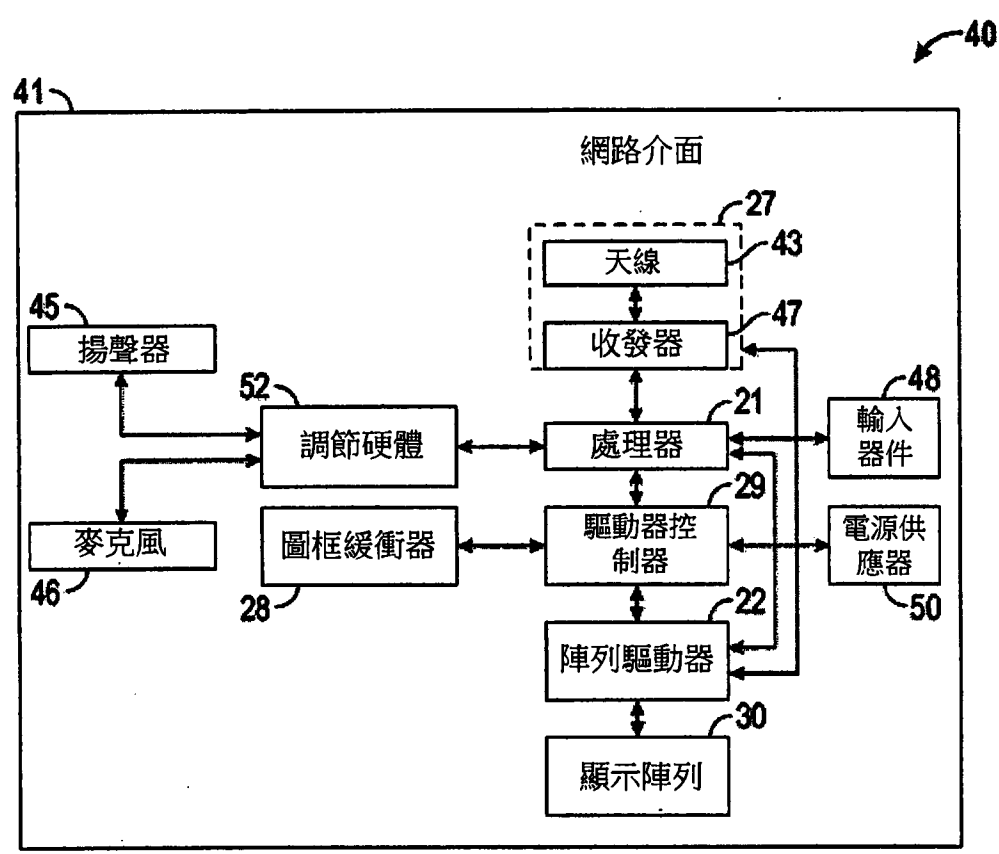 40
41
網路介面
27
天線
43
收發器
47
45
揚聲器
52
調節硬體
21
處理器
48
輸入
器件
麥克風
46
圖框緩衝器
28
29
驅動器控
制器
電源供
應器
50
22
陣列驅動器
30
顯示陣列